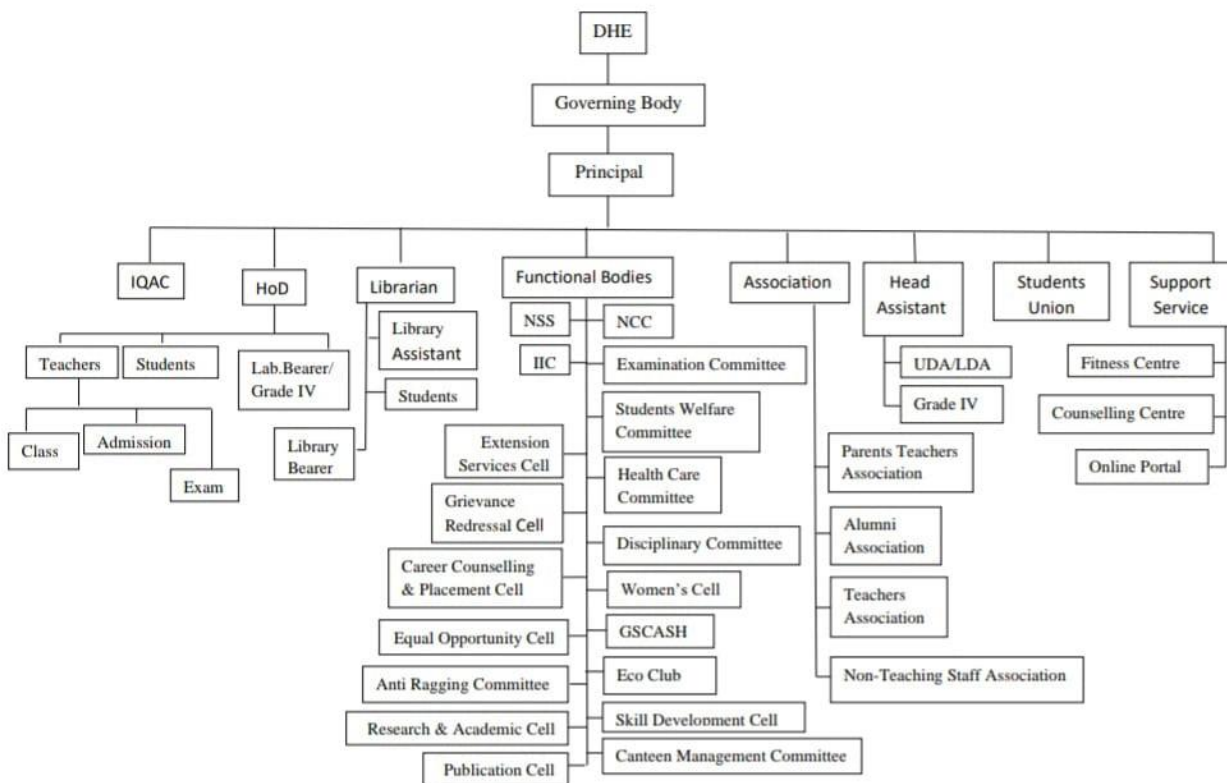 DHE
Governing Body
Principal
IQAC
HoD
Librarian
Functional Bodies
Association
Head
Assistant
Students
Union
Support
Service
Teachers
Students
Lab.Bearer/
Grade IV
Class
Admission
Exam
Library
Assistant
Students
Library
Bearer
NSS
NCC
IIC
Examination Committee
Students Welfare
Committee
Extension
Services Cell
Health Care
Committee
Grievance
Redressal Cell
Disciplinary Committee
Career Counselling
& Placement Cell
Women's Cell
Equal Opportunity Cell
GSCASH
Anti Ragging Committee
Eco Club
Research & Academic Cell
Skill Development Cell
Publication Cell
Canteen Management Committee
Parents Teachers
Association
Alumni
Association
Teachers
Association
Non-Teaching Staff Association
UDA/LDA
Grade IV
Fitness Centre
Counselling Centre
Online Portal